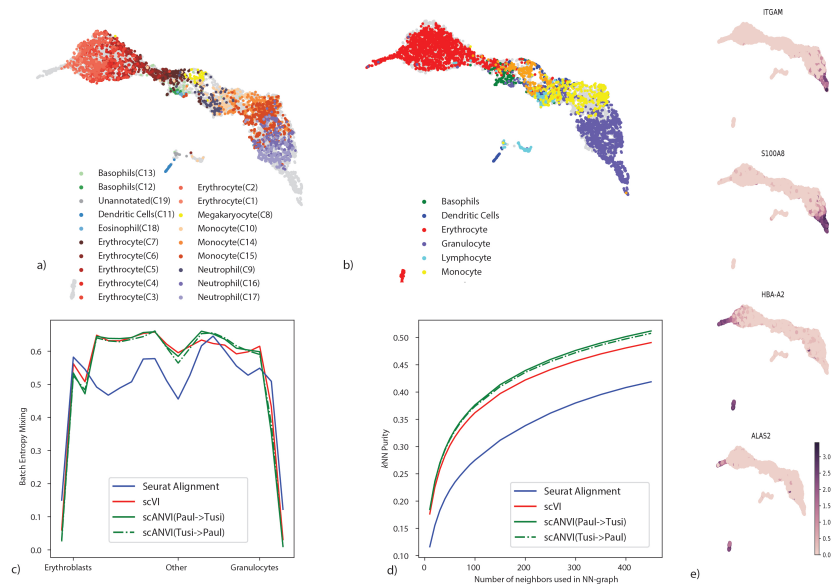 a)
Basophils(C13)
Basophils(C12)
Unannotated(C19)
Dendritic Cells(C11)
Eosinophil(C18)
Erythrocyte(C7)
Erythrocyte(C6)
Erythrocyte(C5)
Erythrocyte(C4)
Erythrocyte(C3)
Erythrocyte(C2)
Erythrocyte(C1)
Megakaryocyte(C8)
Monocyte(C10)
Monocyte(C14)
Monocyte(C15)
Neutrophil(C9)
Neutrophil(C16)
Neutrophil(C17)
b)
Basophils
Dendritic Cells
Erythrocyte
Granulocyte
Lymphocyte
Monocyte
c)
Batch Entropy Mixing
0.6
0.5
0.4
0.3
0.2
0.1
0.0
Seurat Alignment
scVI
scANVI(Paul->Tusi)
scANVI(Tusi->Paul)
Erythroblasts
Other
Granulocytes
d)
kNN Purity
0.50
0.45
0.40
0.35
0.30
0.25
0.20
0.15
0.10
Seurat Alignment
scVI
scANVI(Paul->Tusi)
scANVI(Tusi->Paul)
0 100 200 300 400
Number of neighbors used in NN-graph
e)
ITGAM
S100A8
HBA-A2
ALAS2
3.0
2.5
2.0
1.5
1.0
0.5
0.0